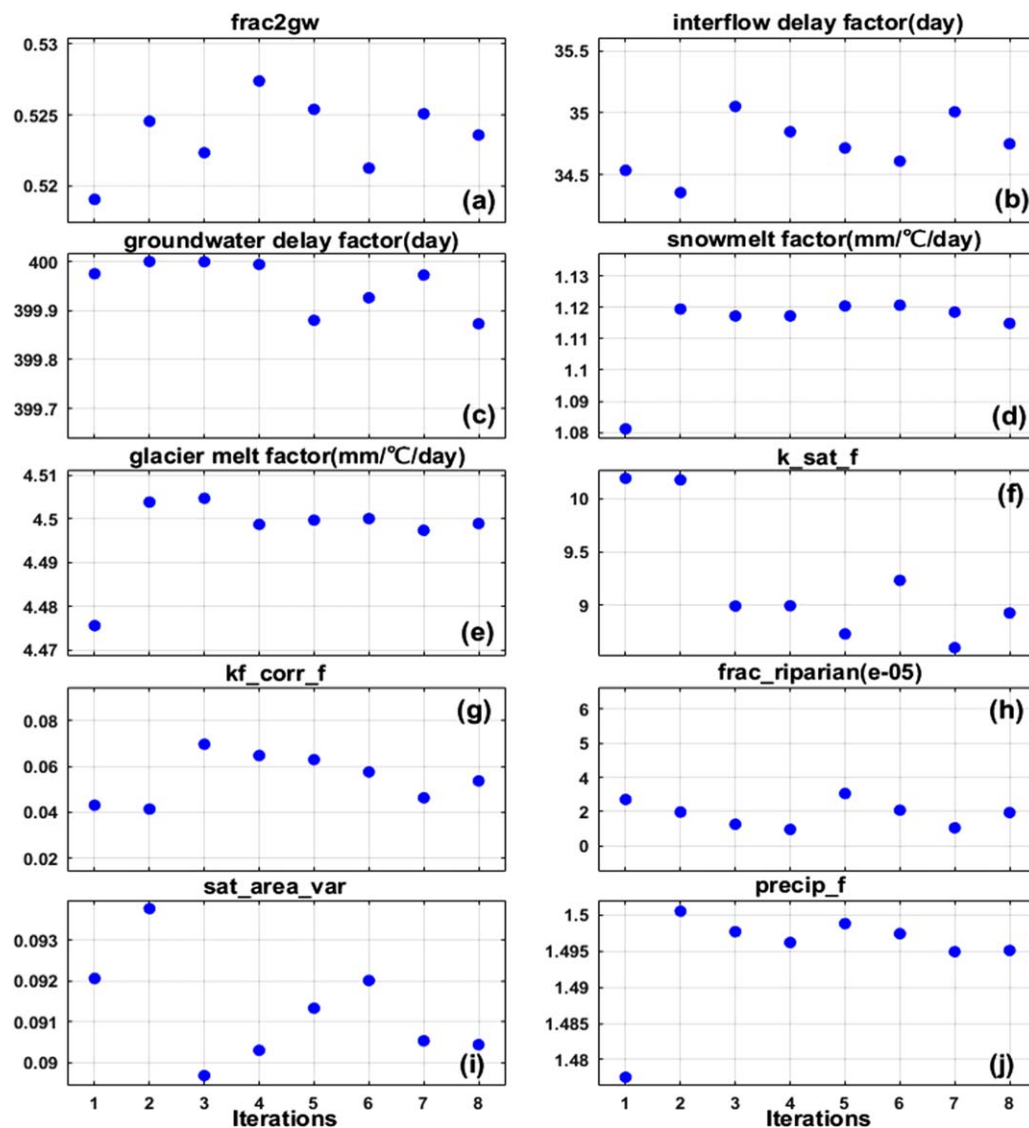 frac2gw
0.53
0.525
0.52
(a)
interflow delay factor(day)
35.5
35
34.5
(b)
groundwater delay factor(day)
400
399.9
399.8
399.7
(c)
snowmelt factor(mm/℃/day)
1.13
1.12
1.11
1.1
1.09
1.08
(d)
glacier melt factor(mm/℃/day)
4.51
4.5
4.49
4.48
4.47
(e)
k_sat_f
10
9.5
9
(f)
kf_corr_f
0.08
0.06
0.04
0.02
(g)
frac_riparian(e-05)
6
5
4
2
0
(h)
sat_area_var
0.093
0.092
0.091
0.09
(i)
1 2 3 4 5 6 7 8
Iterations
precip_f
1.5
1.495
1.49
1.485
1.48
(j)
1 2 3 4 5 6 7 8
Iterations